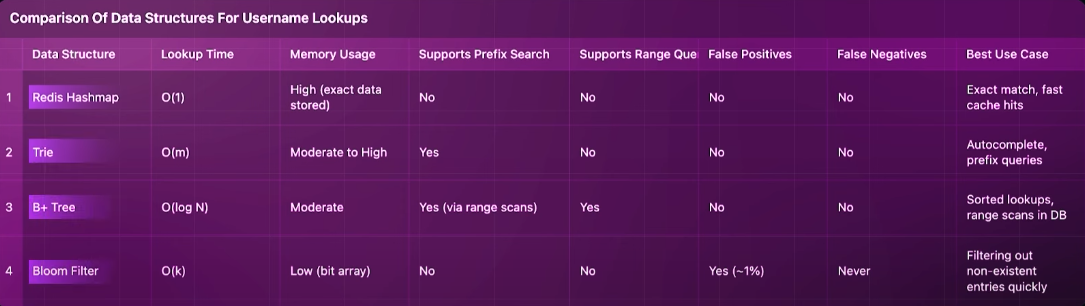 Comparison Of Data Structures For Username Lookups
Data Structure Lookup Time Memory Usage Supports Prefix Search Supports Range Que False Positives False Negatives Best Use Case
1 Redis Hashmap O(1) High (exact data stored) No No No No Exact match, fast cache hits
2 Trie O(m) Moderate to High Yes No No No Autocomplete, prefix queries
3 B+ Tree O(log N) Moderate Yes (via range scans) Yes No No Sorted lookups, range scans in DB
4 Bloom Filter O(k) Low (bit array) No No Yes (~1%) Never Filtering out non-existent entries quickly